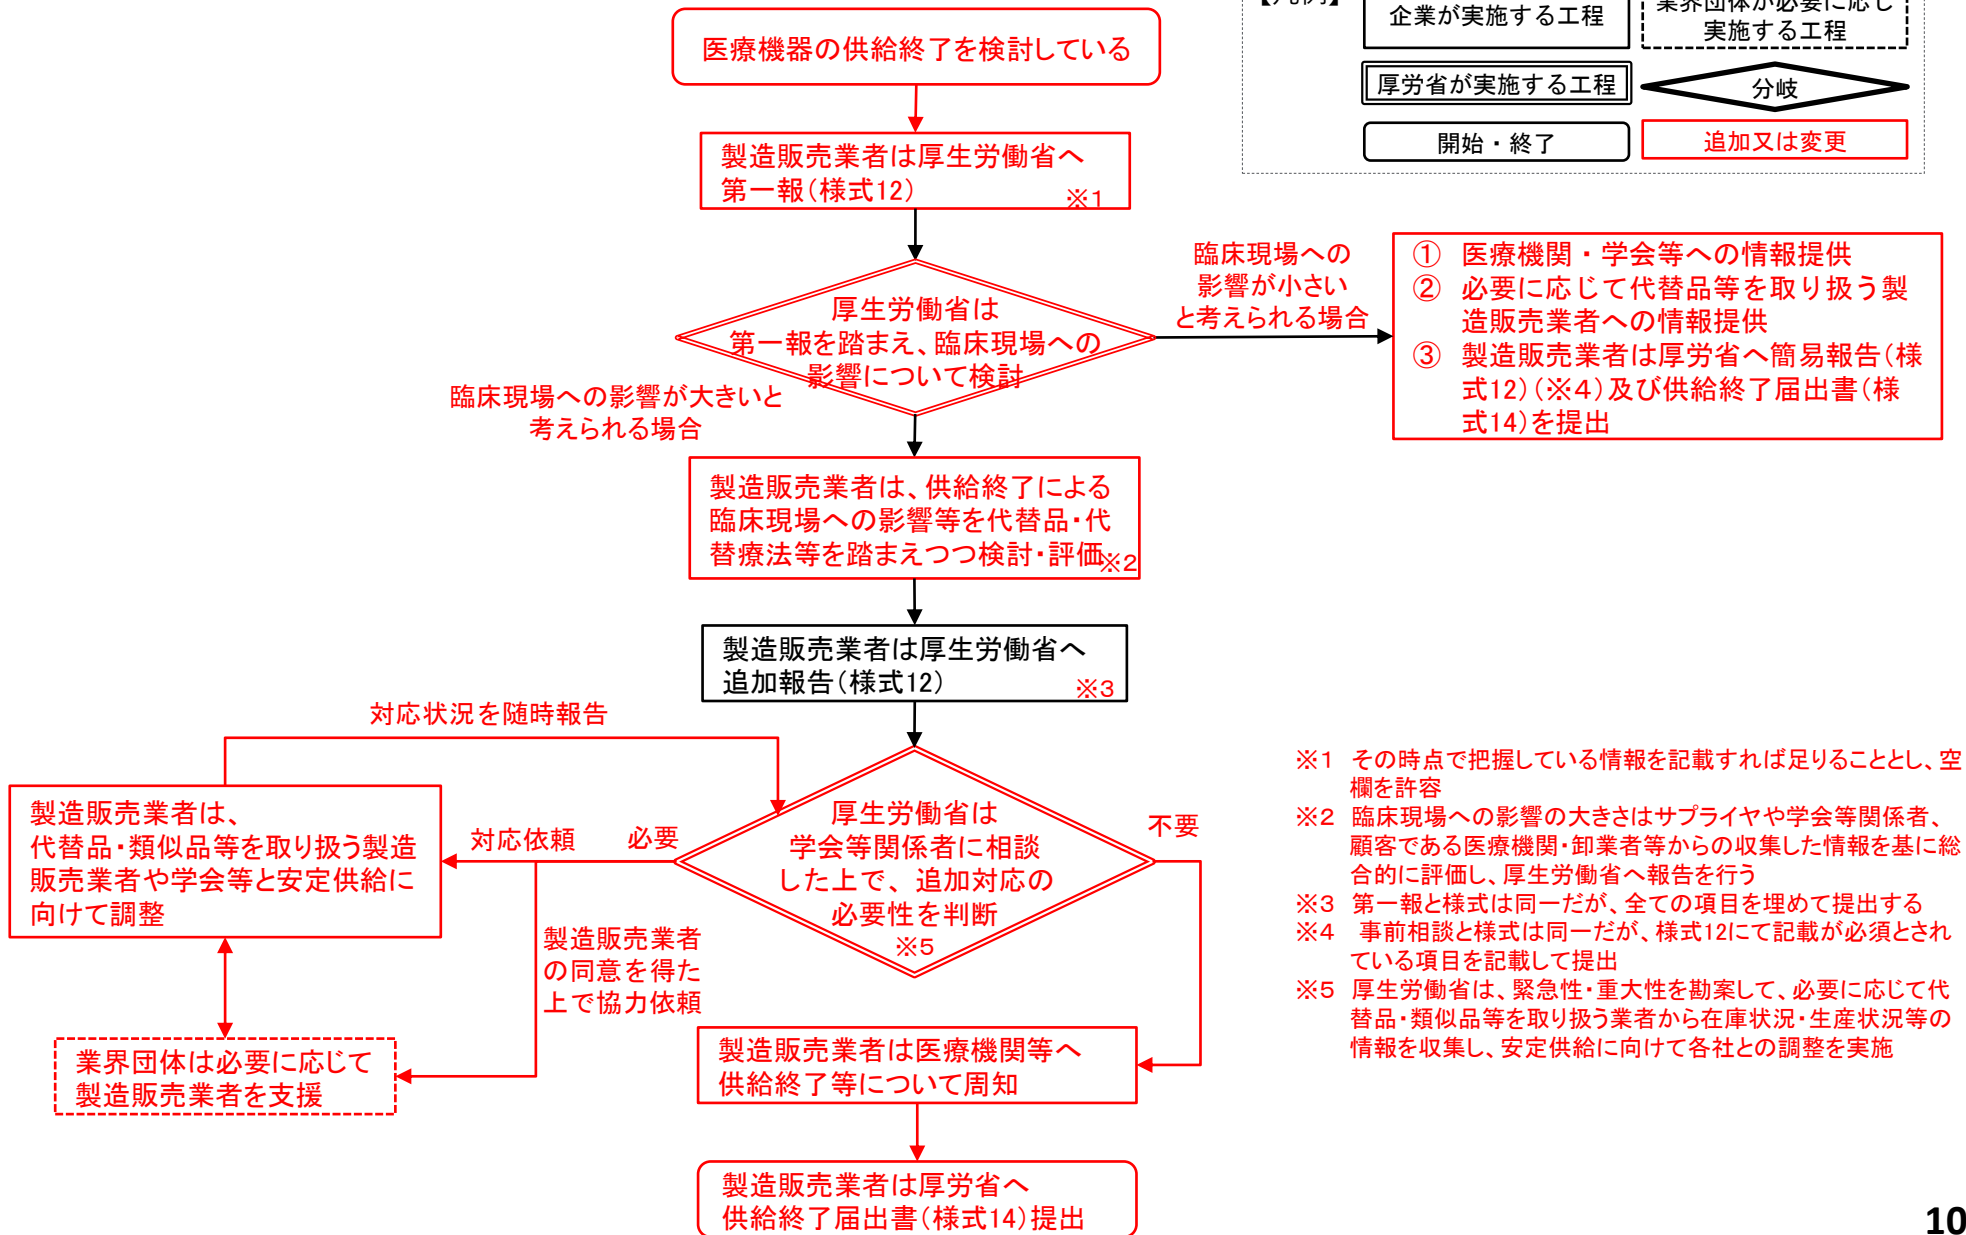 医療機器の供給終了を検討している
【凡例】
企業が実施する工程
業界団体が必要に応じ
実施する工程
厚労省が実施する工程
分岐
開始・終了
追加又は変更
製造販売業者は厚生労働省へ
第一報(様式12)
※1
厚生労働省は
第一報を踏まえ、臨床現場への
影響について検討
臨床現場への
影響が小さい
と考えられる場合
① 医療機関・学会等への情報提供
② 必要に応じて代替品等を取り扱う製
造販売業者への情報提供
③ 製造販売業者は厚労省へ簡易報告(様
式12)(※4)及び供給終了届出書(様
式14)を提出
臨床現場への影響が大きいと
考えられる場合
製造販売業者は、供給終了による
臨床現場への影響等を代替品・代
替療法等を踏まえつつ検討・評価
※2
製造販売業者は厚生労働省へ
追加報告(様式12)
※3
対応状況を随時報告
製造販売業者は、
代替品・類似品等を取り扱う製造
販売業者や学会等と安定供給に
向けて調整
対応依頼
必要
厚生労働省は
学会等関係者に相談
した上で、追加対応の
必要性を判断
※5
不要
製造販売業者
の同意を得た
上で協力依頼
業界団体は必要に応じて
製造販売業者を支援
製造販売業者は医療機関等へ
供給終了等について周知
製造販売業者は厚労省へ
供給終了届出書(様式14)提出
※1 その時点で把握している情報を記載すれば足りることとし、空
欄を許容
※2 臨床現場への影響の大きさはサプライヤや学会等関係者、
顧客である医療機関・卸業者等からの収集した情報を基に総
合的に評価し、厚生労働省へ報告を行う
※3 第一報と様式は同一だが、全ての項目を埋めて提出する
※4 事前相談と様式は同一だが、様式12にて記載が必須とされ
ている項目を記載して提出
※5 厚生労働省は、緊急性・重大性を勘案して、必要に応じて代
替品・類似品等を取り扱う業者から在庫状況・生産状況等の
情報を収集し、安定供給に向けて各社との調整を実施
10